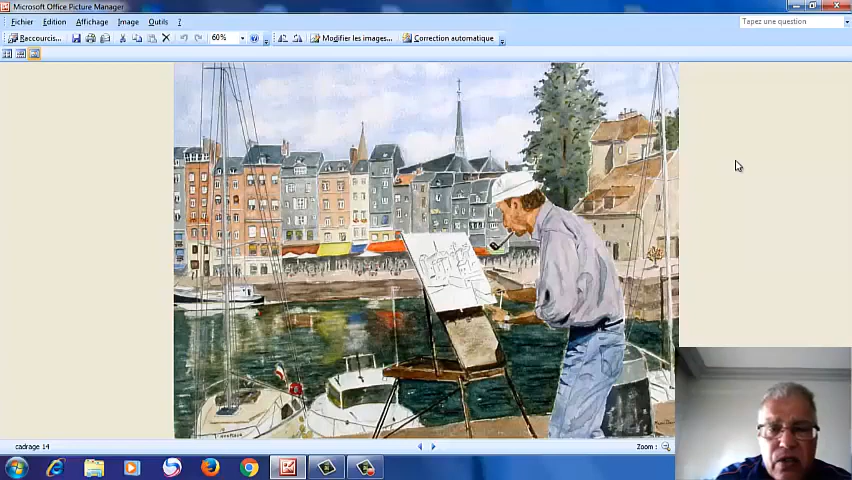 Microsoft Office Picture Manager
Fichier Édition Affichage Image Outils ?
Tapez une question
Raccourcis... 60% Modifier les images... Correction automatique
cadrage 14
Zoom :